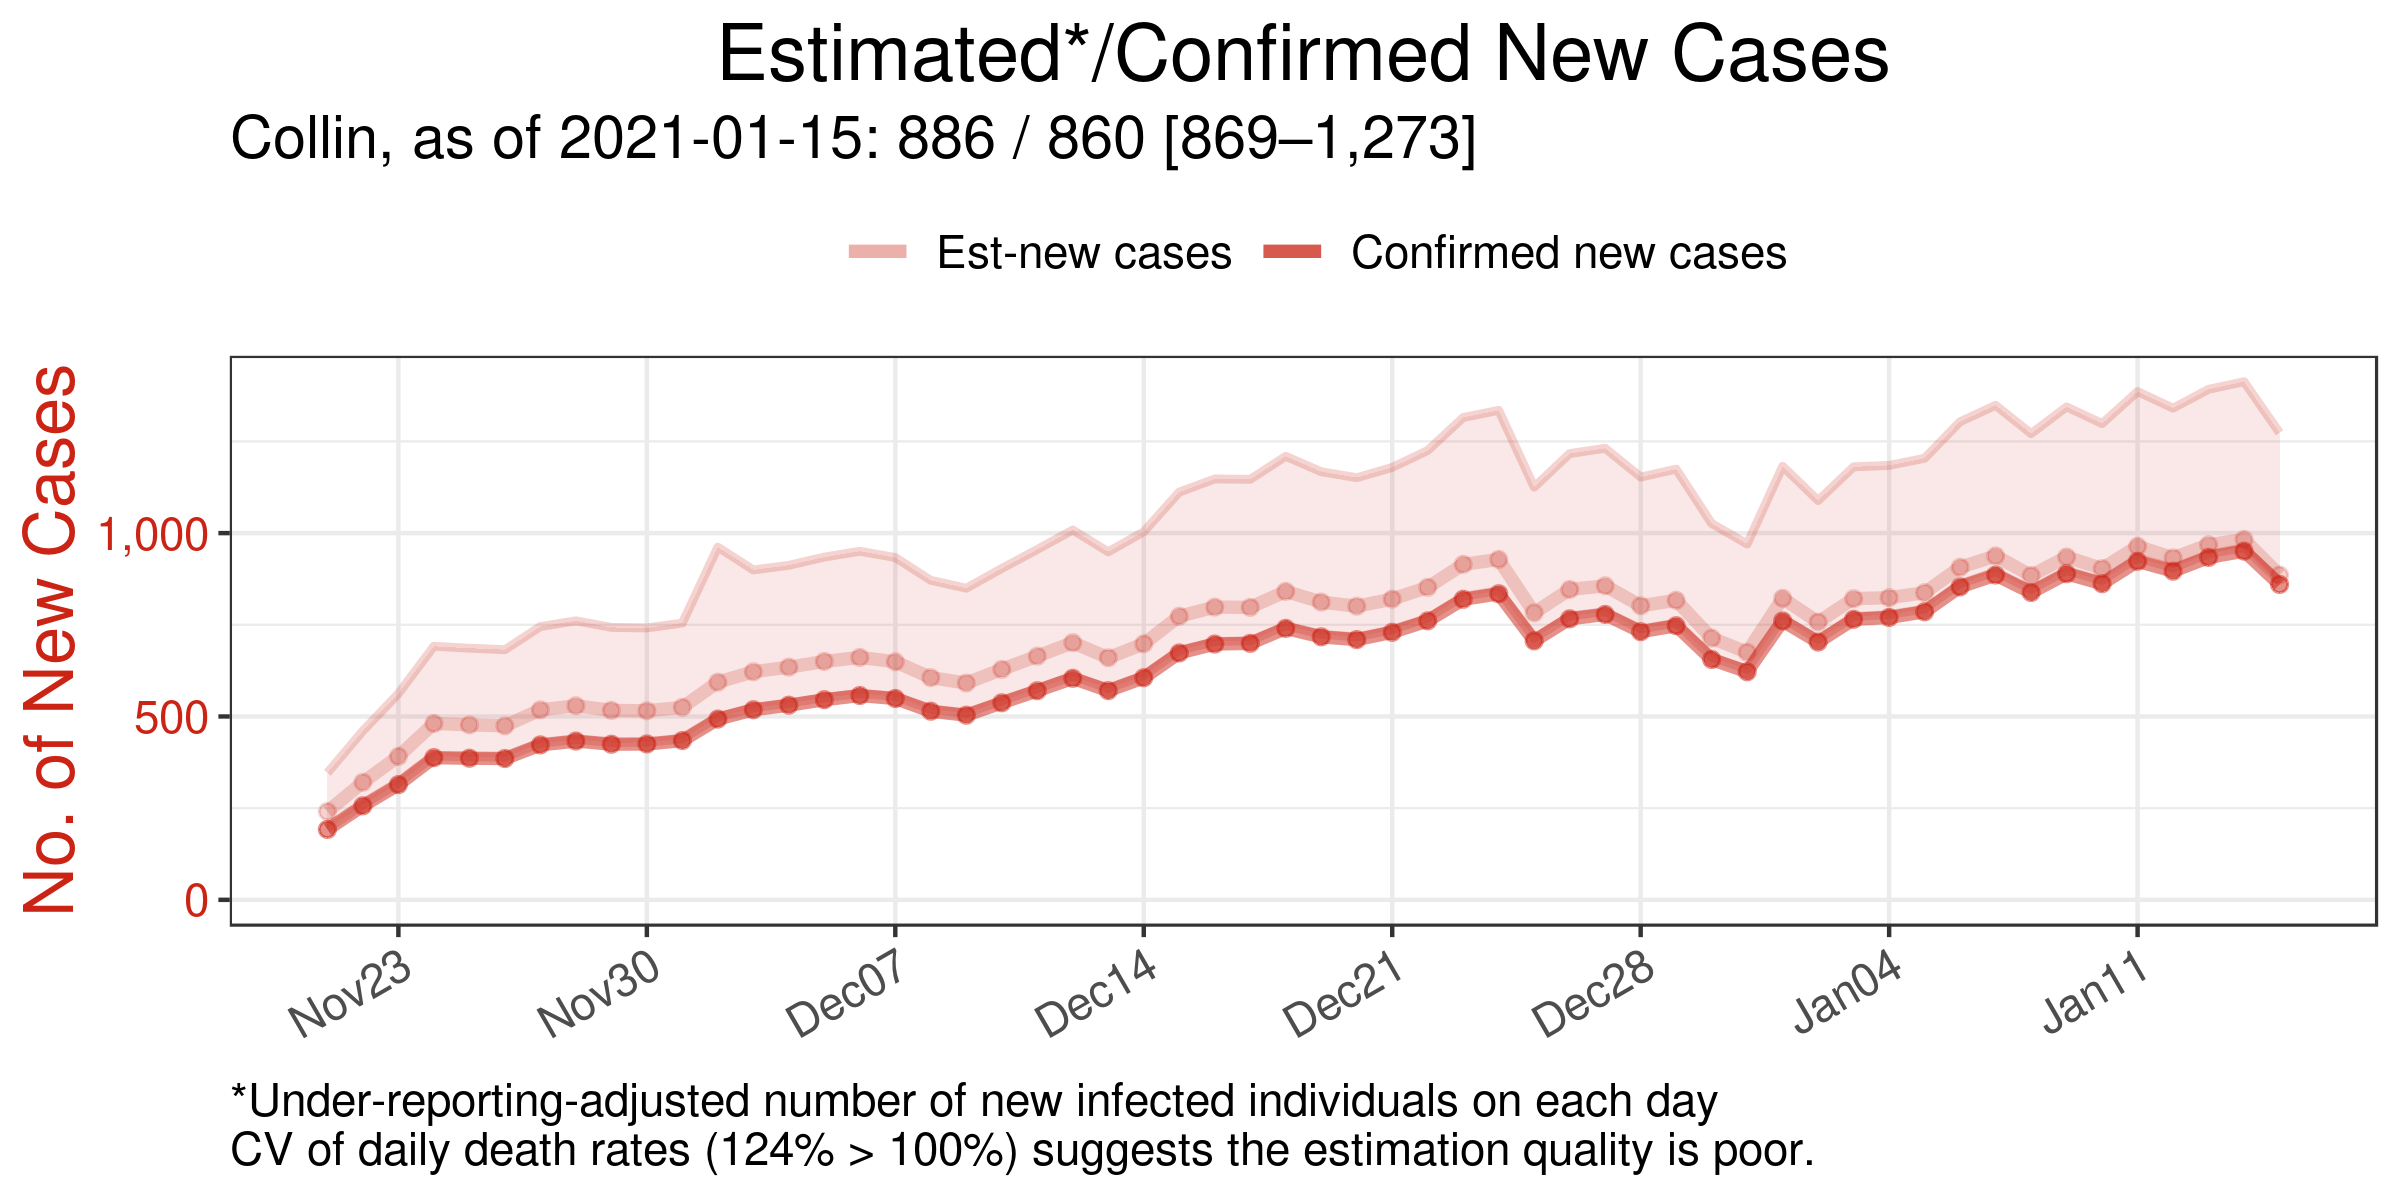 Estimated*/Confirmed New Cases
Collin, as of 2021-01-15: 886 / 860 [869–1,273]
Est-new cases
Confirmed new cases
No. of New Cases
1,000
500
0
Nov23
Nov30
Dec07
Dec14
Dec21
Dec28
Jan04
Jan11
*Under-reporting-adjusted number of new infected individuals on each day
CV of daily death rates (124% > 100%) suggests the estimation quality is poor.